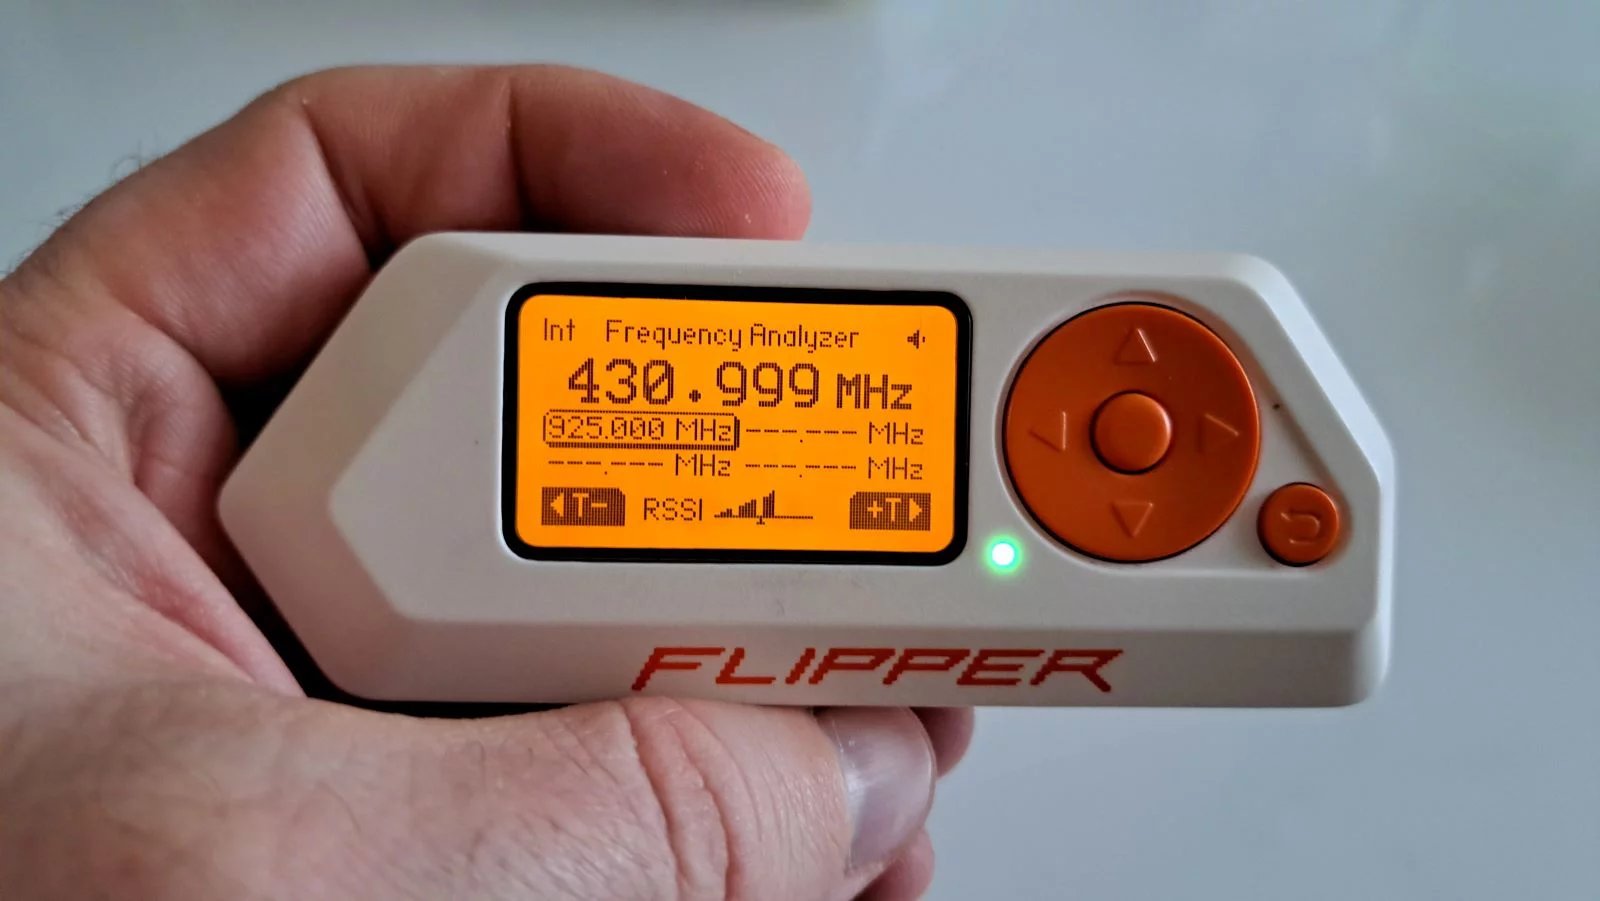 Int Frequency Analyzer
430.999 MHz
925.000 MHz ---.--- MHz
---.--- MHz ---.--- MHz
T- RSSI +T
FLIPPER